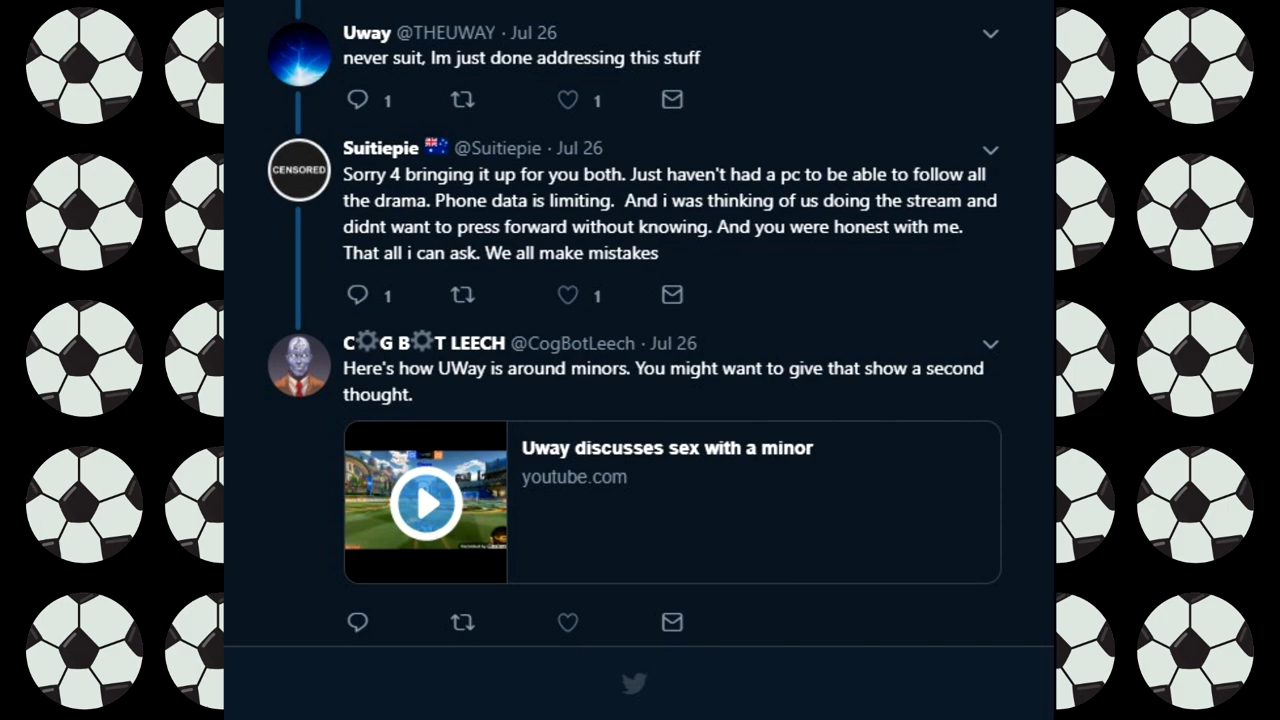 Uway @THEUWAY · Jul 26
never suit, Im just done addressing this stuff
1 1
Suitiepie @Suitiepie · Jul 26
CENSORED
Sorry 4 bringing it up for you both. Just haven't had a pc to be able to follow all
the drama. Phone data is limiting.  And i was thinking of us doing the stream and
didnt want to press forward without knowing. And you were honest with me.
That all i can ask. We all make mistakes
1 1
C⚙G B⚙T LEECH @CogBotLeech · Jul 26
Here's how UWay is around minors. You might want to give that show a second
thought.
Uway discusses sex with a minor
youtube.com